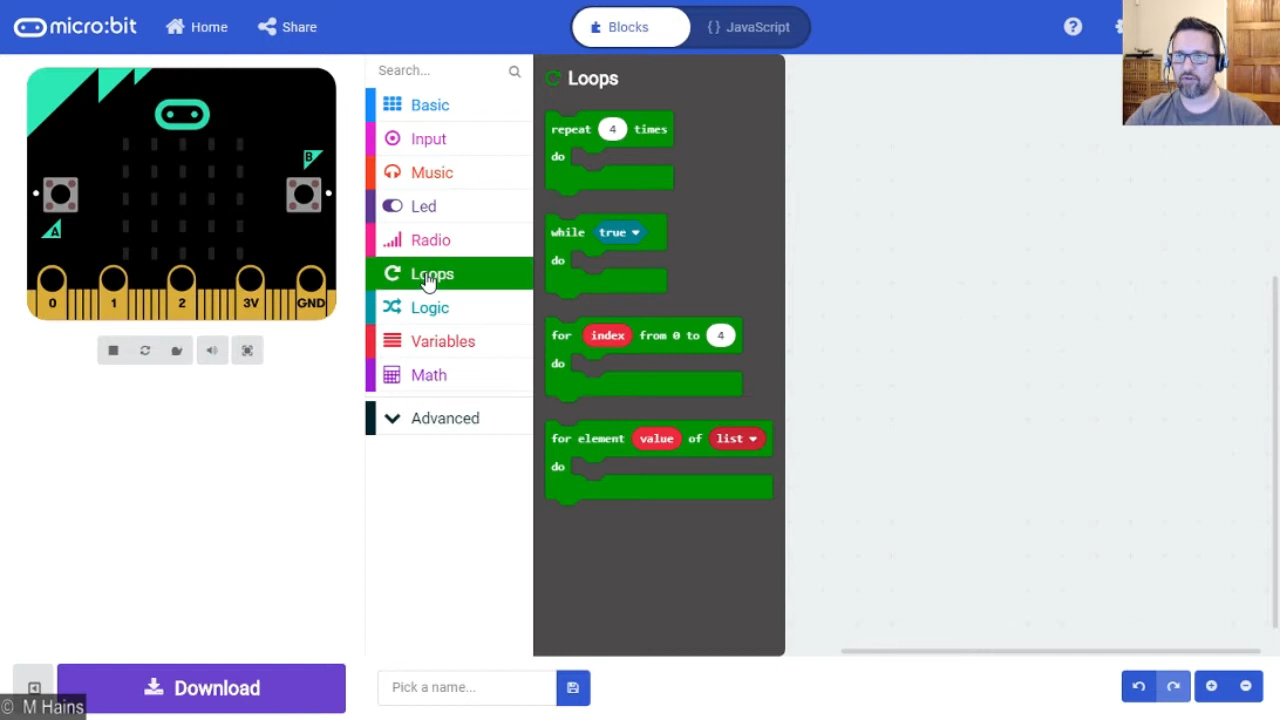 micro:bit Home Share Blocks {} JavaScript ?
Search...
Basic
Input
Music
Led
Radio
Loops
Logic
Variables
Math
Advanced
Loops
repeat 4 times
do
while true
do
for index from 0 to 4
do
for element value of list
do
A
B
0 1 2 3V GND
Download
Pick a name...
© M Hains